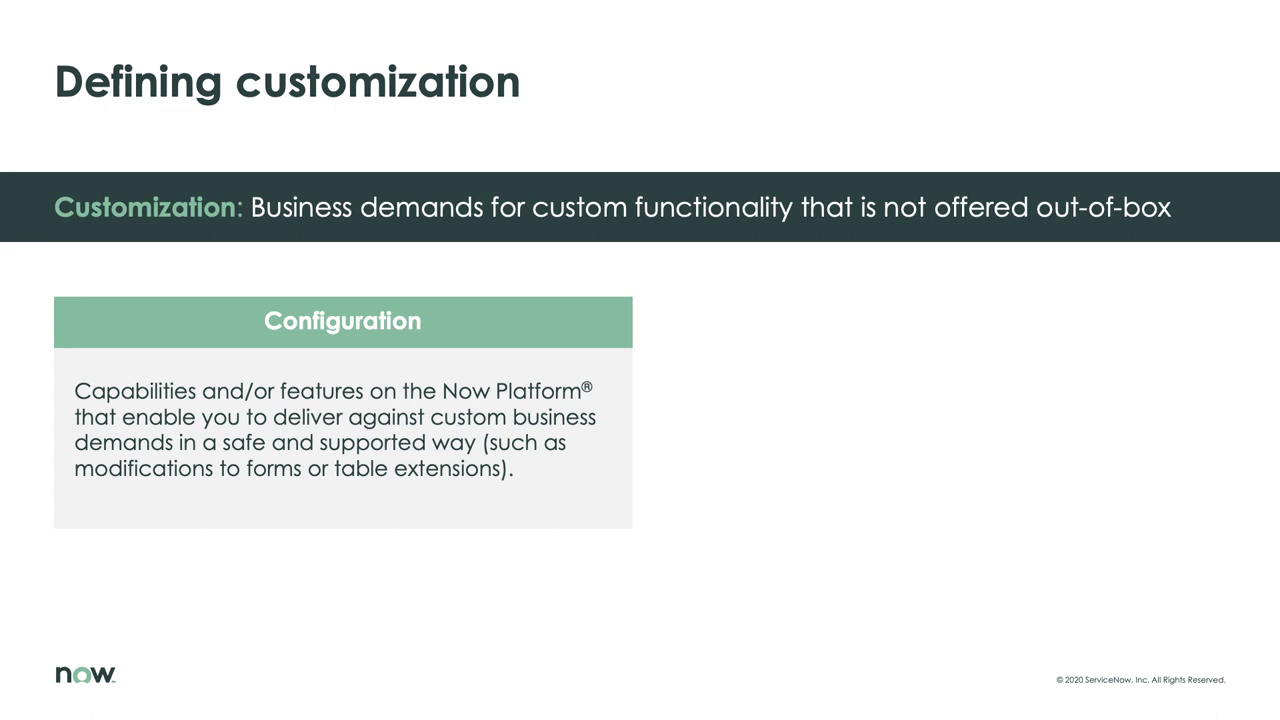 Defining customization
Customization: Business demands for custom functionality that is not offered out-of-box
Configuration
Capabilities and/or features on the Now Platform®
that enable you to deliver against custom business
demands in a safe and supported way (such as
modifications to forms or table extensions).
now™
© 2020 ServiceNow, Inc. All Rights Reserved.